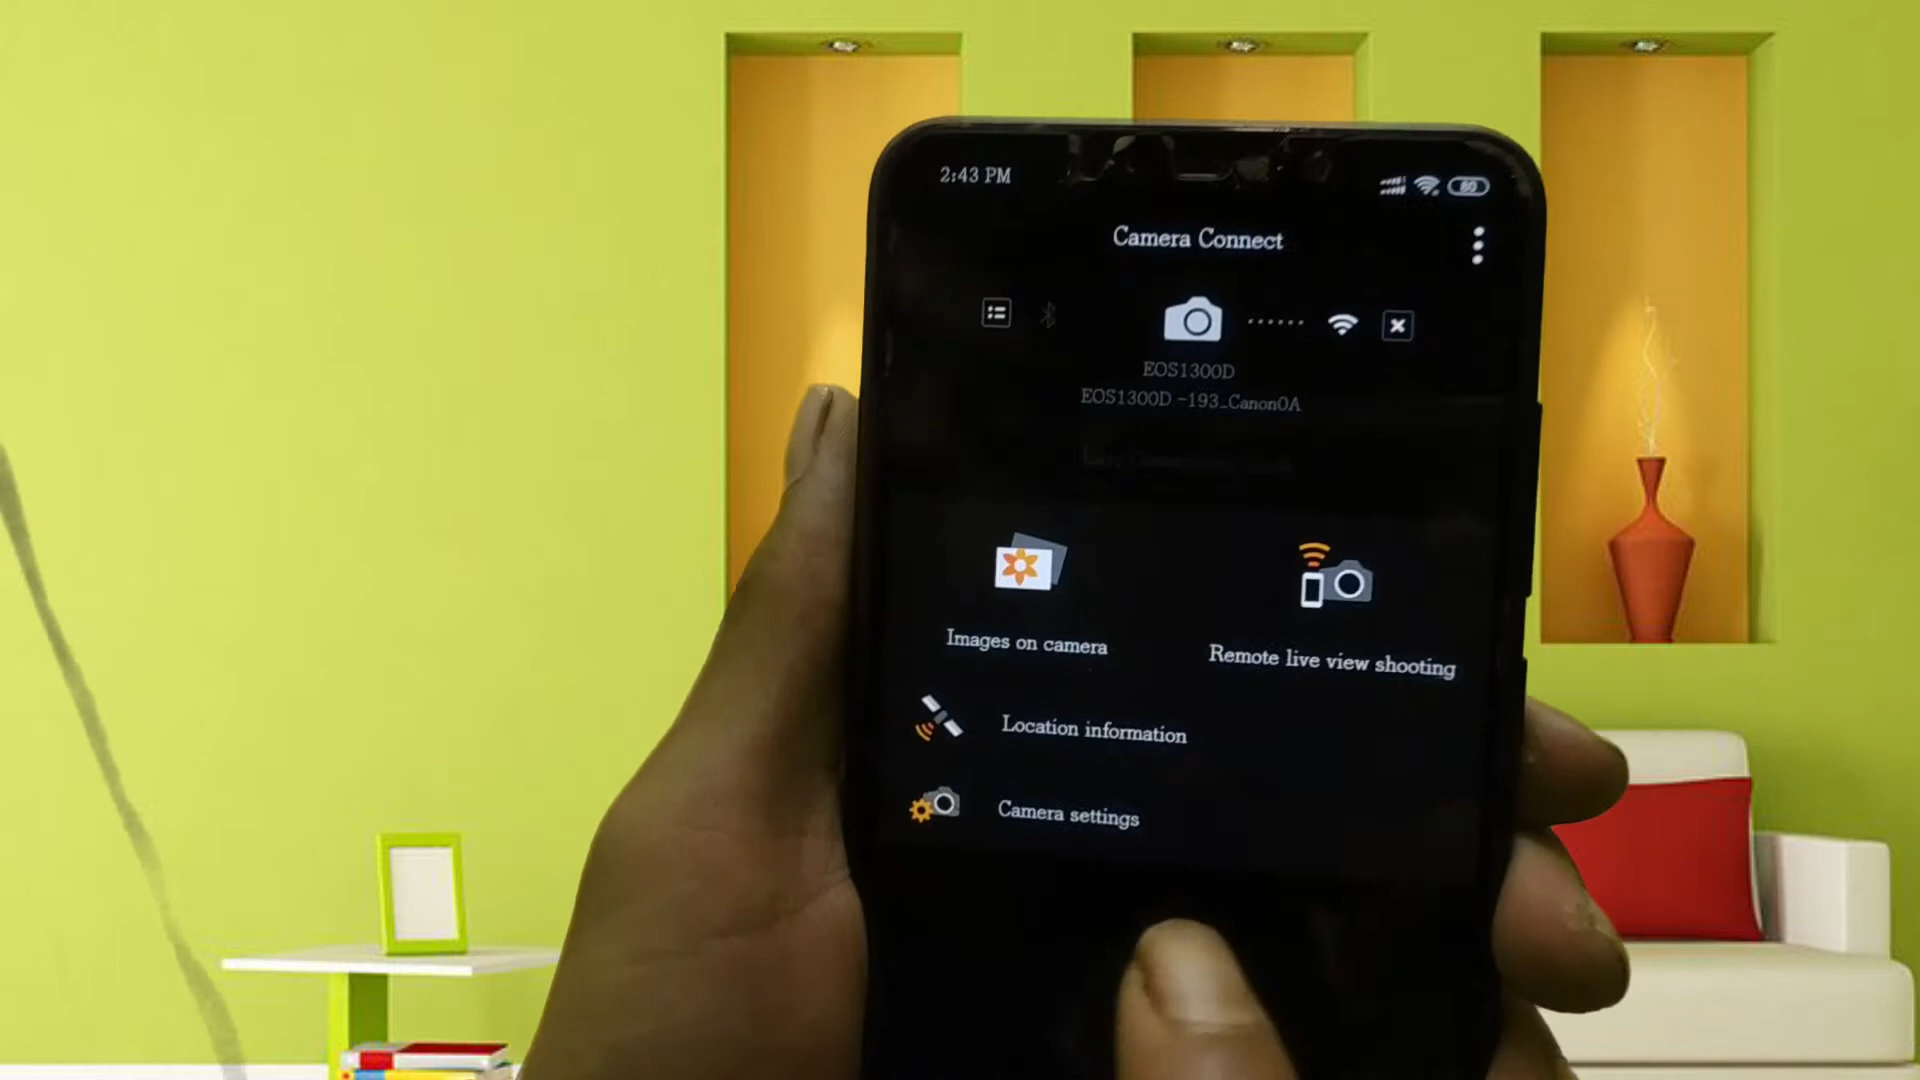 2:43 PM
80
Camera Connect
EOS1300D
EOS1300D -193_Canon0A
Images on camera
Remote live view shooting
Location information
Camera settings